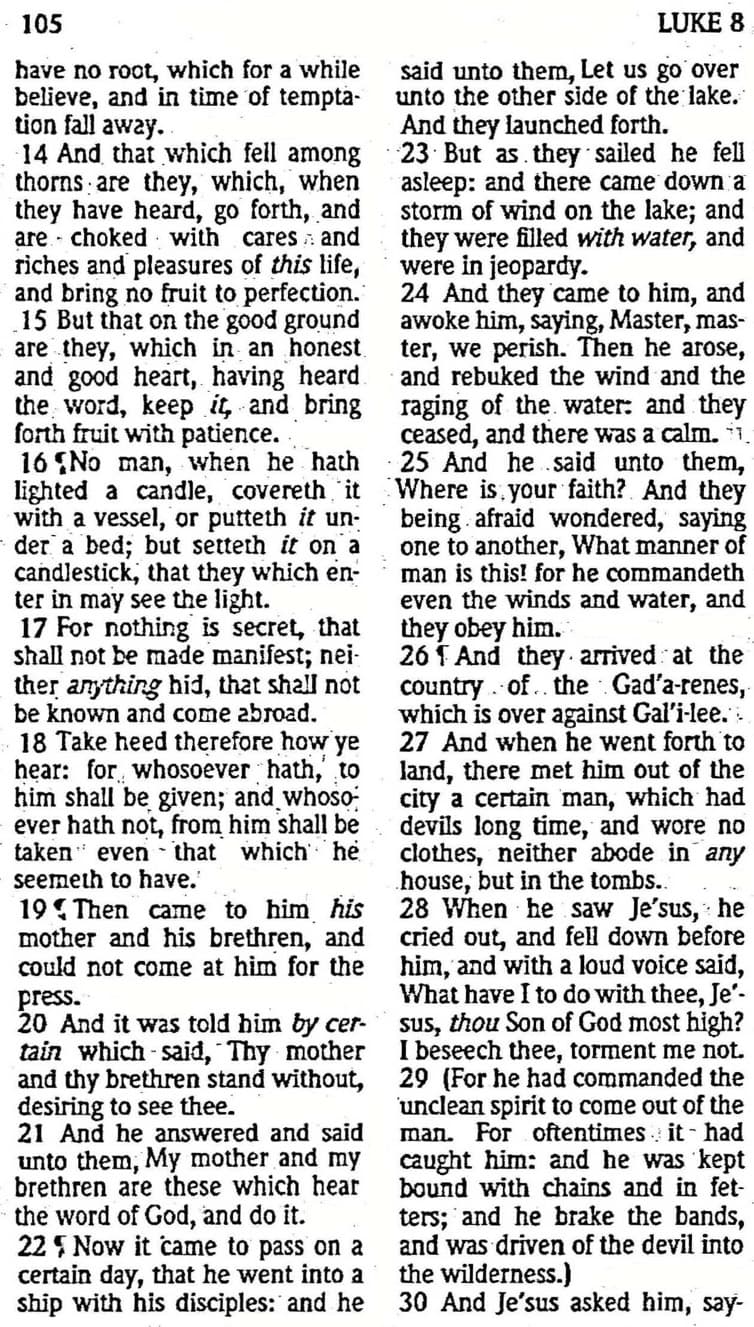 105
LUKE 8
have no root, which for a while
believe, and in time of tempta-
tion fall away.
14 And that which fell among
thorns are they, which, when
they have heard, go forth, and
are choked with cares and
riches and pleasures of this life,
and bring no fruit to perfection.
15 But that on the good ground
are they, which in an honest
and good heart, having heard
the word, keep it, and bring
forth fruit with patience.
16 ¶No man, when he hath
lighted a candle, covereth it
with a vessel, or putteth it un-
der a bed; but setteth it on a
candlestick, that they which en-
ter in may see the light.
17 For nothing is secret, that
shall not be made manifest; nei-
ther anything hid, that shall not
be known and come abroad.
18 Take heed therefore how ye
hear: for whosoever hath, to
him shall be given; and whoso-
ever hath not, from him shall be
taken even that which he
seemeth to have.
19 ¶Then came to him his
mother and his brethren, and
could not come at him for the
press.
20 And it was told him by cer-
tain which said, Thy mother
and thy brethren stand without,
desiring to see thee.
21 And he answered and said
unto them, My mother and my
brethren are these which hear
the word of God, and do it.
22 ¶ Now it came to pass on a
certain day, that he went into a
ship with his disciples: and he
said unto them, Let us go over
unto the other side of the lake.
And they launched forth.
23 But as they sailed he fell
asleep: and there came down a
storm of wind on the lake; and
they were filled with water, and
were in jeopardy.
24 And they came to him, and
awoke him, saying, Master, mas-
ter, we perish. Then he arose,
and rebuked the wind and the
raging of the water: and they
ceased, and there was a calm.
25 And he said unto them,
Where is your faith? And they
being afraid wondered, saying
one to another, What manner of
man is this! for he commandeth
even the winds and water, and
they obey him.
26 ¶ And they arrived at the
country of the Gad'a-renes,
which is over against Gal'i-lee.
27 And when he went forth to
land, there met him out of the
city a certain man, which had
devils long time, and wore no
clothes, neither abode in any
house, but in the tombs.
28 When he saw Je'sus, he
cried out, and fell down before
him, and with a loud voice said,
What have I to do with thee, Je'-
sus, thou Son of God most high?
I beseech thee, torment me not.
29 (For he had commanded the
unclean spirit to come out of the
man. For oftentimes it had
caught him: and he was kept
bound with chains and in fet-
ters; and he brake the bands,
and was driven of the devil into
the wilderness.)
30 And Je'sus asked him, say-